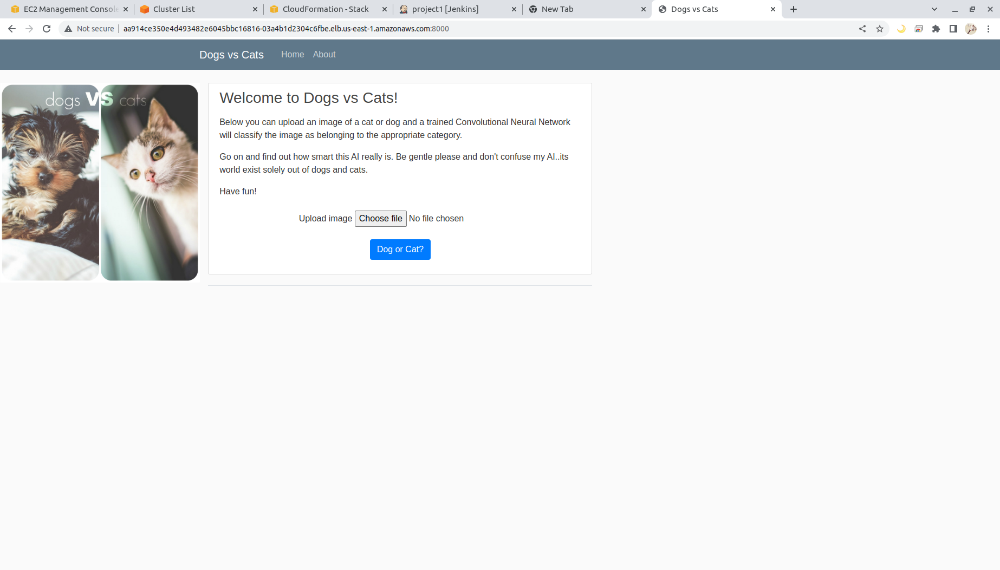 EC2 Management Console
Cluster List
CloudFormation - Stack
project1 [Jenkins]
New Tab
Dogs vs Cats
Not secure
aa914ce350e4d493482e6045bbc16816-03a4b1d2304c6fbe.elb.us-east-1.amazonaws.com:8000
Dogs vs Cats
Home
About
dogs VS cats
Welcome to Dogs vs Cats!
Below you can upload an image of a cat or dog and a trained Convolutional Neural Network
will classify the image as belonging to the appropriate category.
Go on and find out how smart this AI really is. Be gentle please and don't confuse my AI..its
world exist solely out of dogs and cats.
Have fun!
Upload image Choose file No file chosen
Dog or Cat?